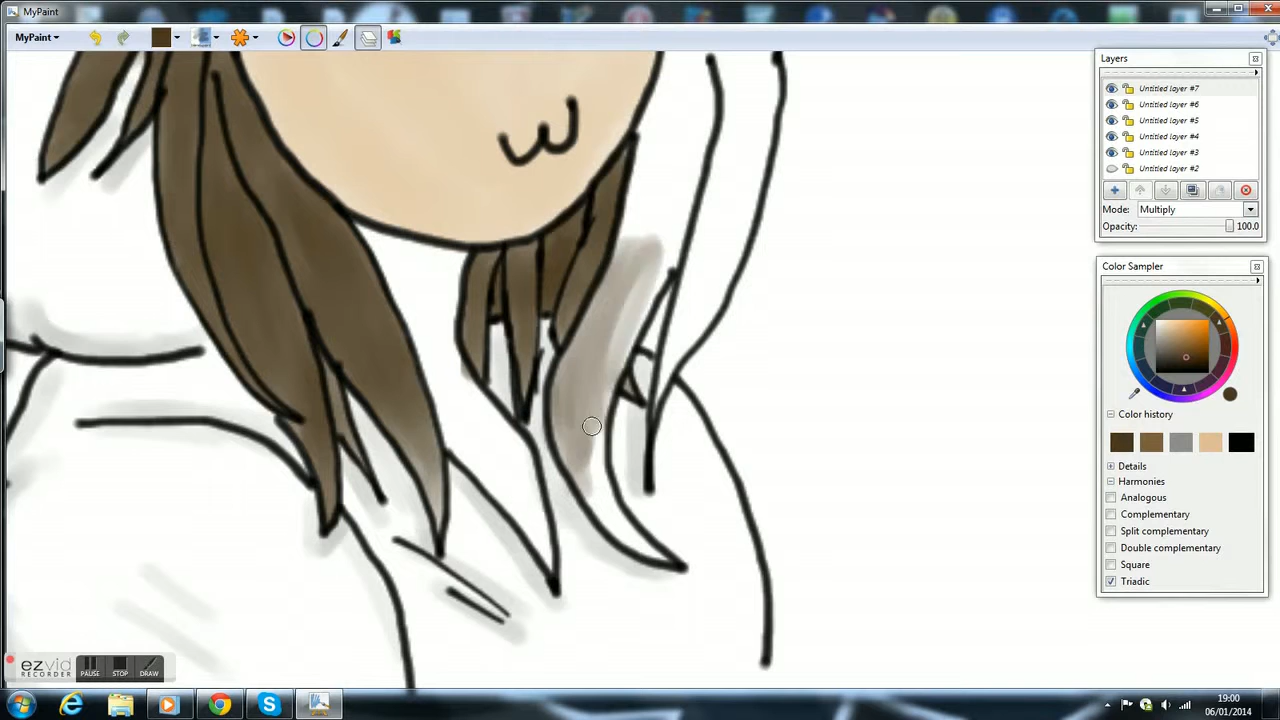 MyPaint
MyPaint
Layers
Untitled layer #7
Untitled layer #6
Untitled layer #5
Untitled layer #4
Untitled layer #3
Untitled layer #2
Mode: Multiply
Opacity: 100.0
Color Sampler
Color history
Details
Harmonies
Analogous
Complementary
Split complementary
Double complementary
Square
Triadic
ezvid
RECORDER
PAUSE STOP DRAW
19:00
06/01/2014